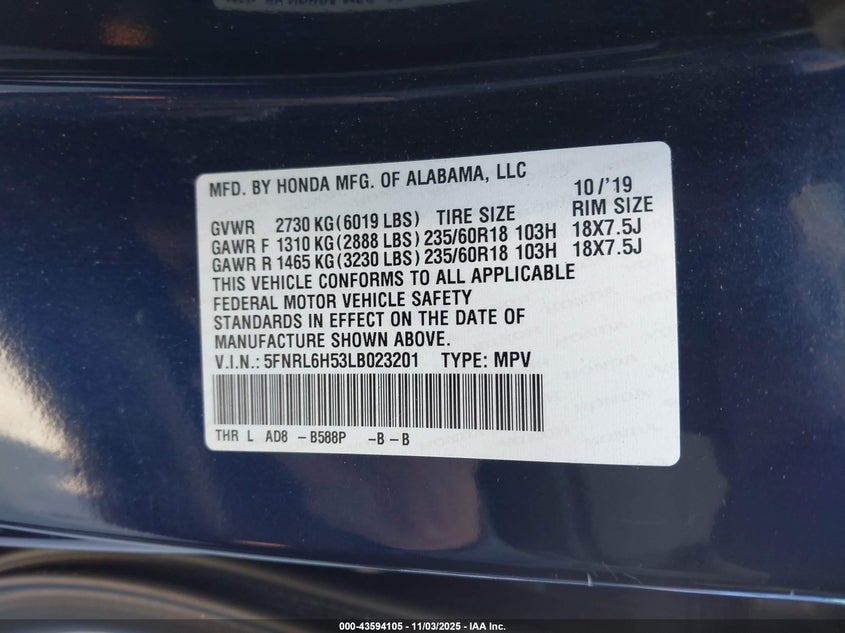 MFD. BY HONDA MFG. OF ALABAMA, LLC 10/'19
GVWR 2730 KG(6019 LBS) TIRE SIZE RIM SIZE
GAWR F 1310 KG(2888 LBS) 235/60R18 103H 18X7.5J
GAWR R 1465 KG(3230 LBS) 235/60R18 103H 18X7.5J
THIS VEHICLE CONFORMS TO ALL APPLICABLE
FEDERAL MOTOR VEHICLE SAFETY
STANDARDS IN EFFECT ON THE DATE OF
MANUFACTURE SHOWN ABOVE.
V.I.N.: 5FNRL6H53LB023201 TYPE: MPV
THR L AD8 -B588P -B-B
000-43594105 - 11/03/2025 - IAA Inc.